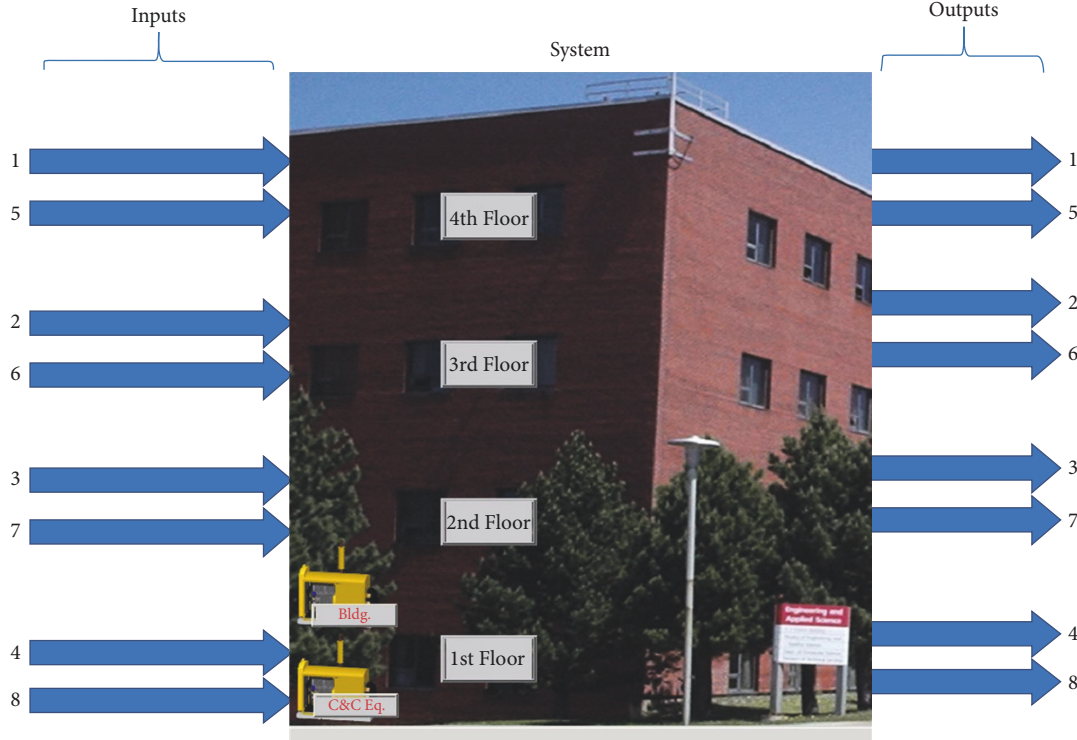 Inputs
System
Outputs
1
5
2
6
3
7
4
8
4th Floor
3rd Floor
2nd Floor
1st Floor
Bldg.
C&C Eq.
Engineering and
Applied Science
1
5
2
6
3
7
4
8